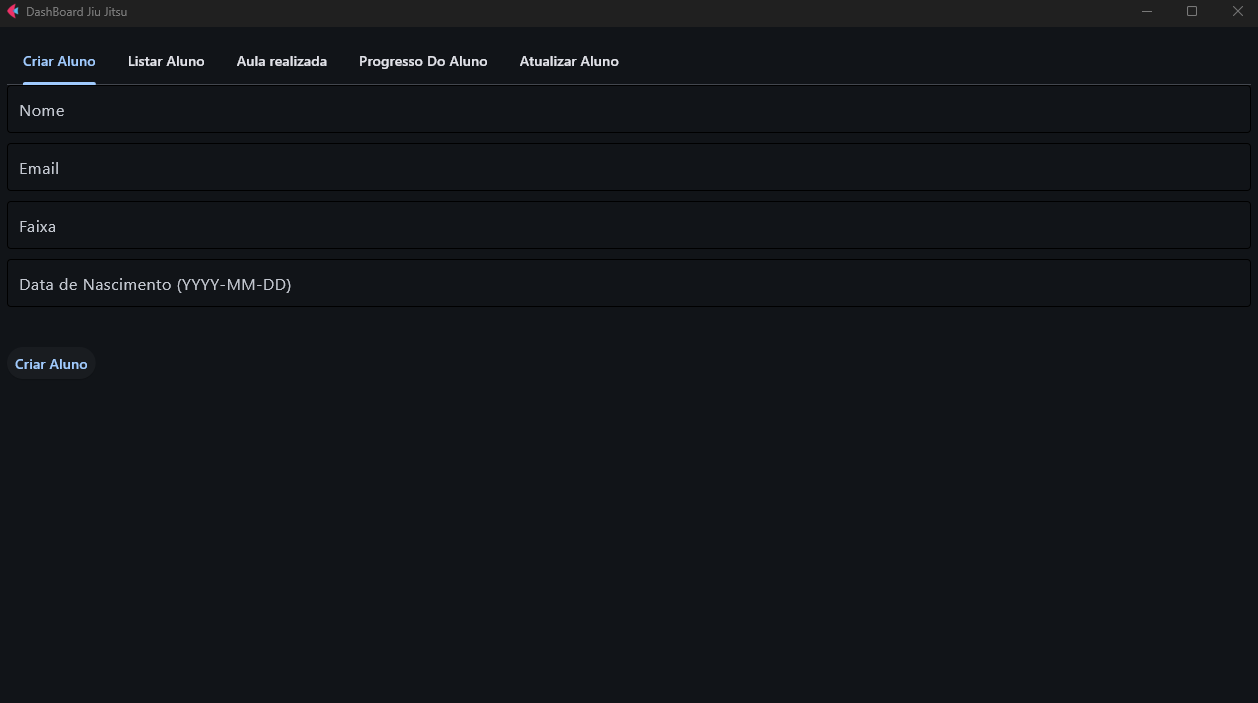 DashBoard Jiu Jitsu
Criar Aluno Listar Aluno Aula realizada Progresso Do Aluno Atualizar Aluno
Nome
Email
Faixa
Data de Nascimento (YYYY-MM-DD)
Criar Aluno